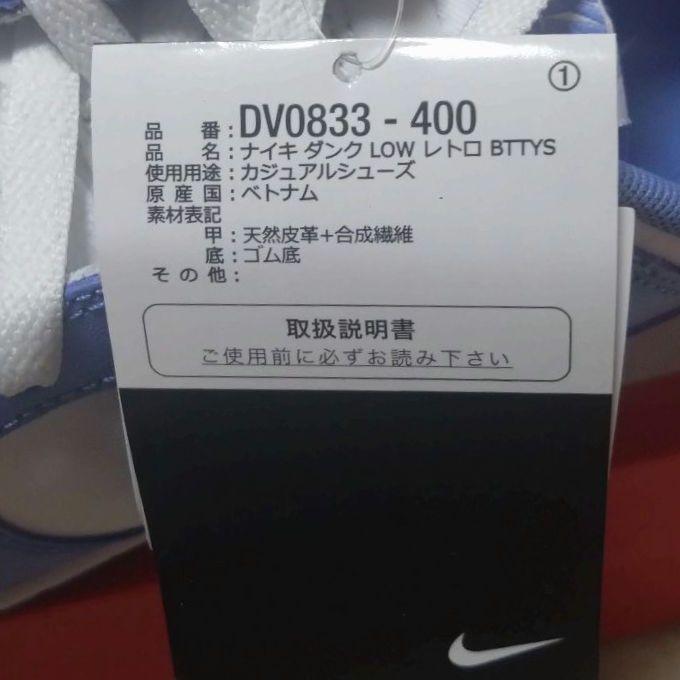 ①
品番：DV0833 - 400
品名：ナイキ ダンク LOW レトロ BTTYS
使用用途：カジュアルシューズ
原産国：ベトナム
素材表記
甲：天然皮革+合成繊維
底：ゴム底
その他：
取扱説明書
ご使用前に必ずお読み下さい